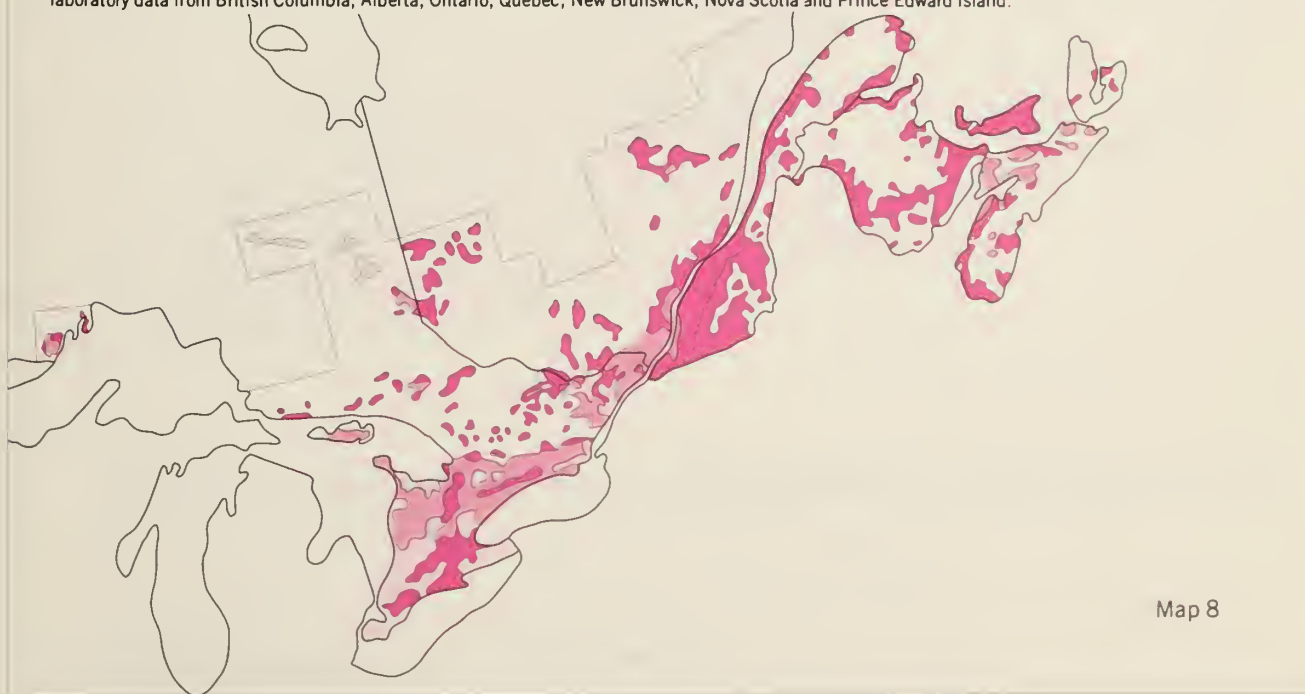 laboratory data from British Columbia, Alberta, Ontario, Quebec, New Brunswick, Nova Scotia and Prince Edward Island.
Map 8